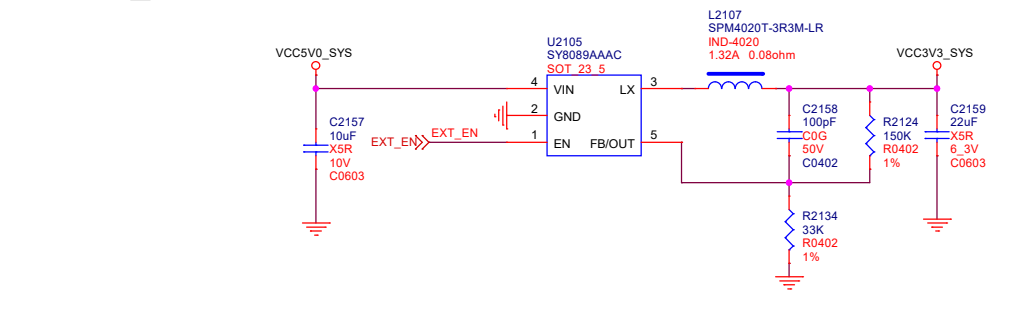 L2107
SPM4020T-3R3M-LR
IND-4020
1.32A 0.08ohm
VCC5V0_SYS
U2105
SY8089AAAC
SOT_23_5
VCC3V3_SYS
4
VIN
LX
3
2
GND
1
EN
FB/OUT
5
C2157
10uF
X5R
10V
C0603
EXT_EN
EXT_EN
C2158
100pF
C0G
50V
C0402
R2124
150K
R0402
1%
C2159
22uF
X5R
6_3V
C0603
R2134
33K
R0402
1%